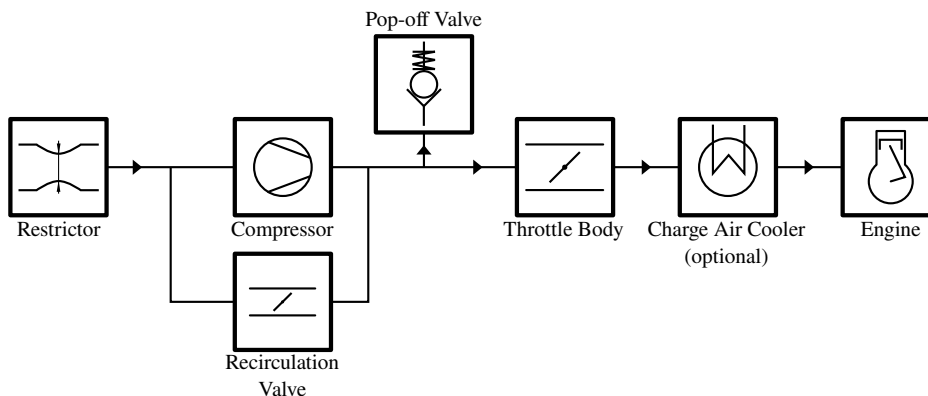 Pop-off Valve
Restrictor
Compressor
Throttle Body
Charge Air Cooler
(optional)
Engine
Recirculation
Valve